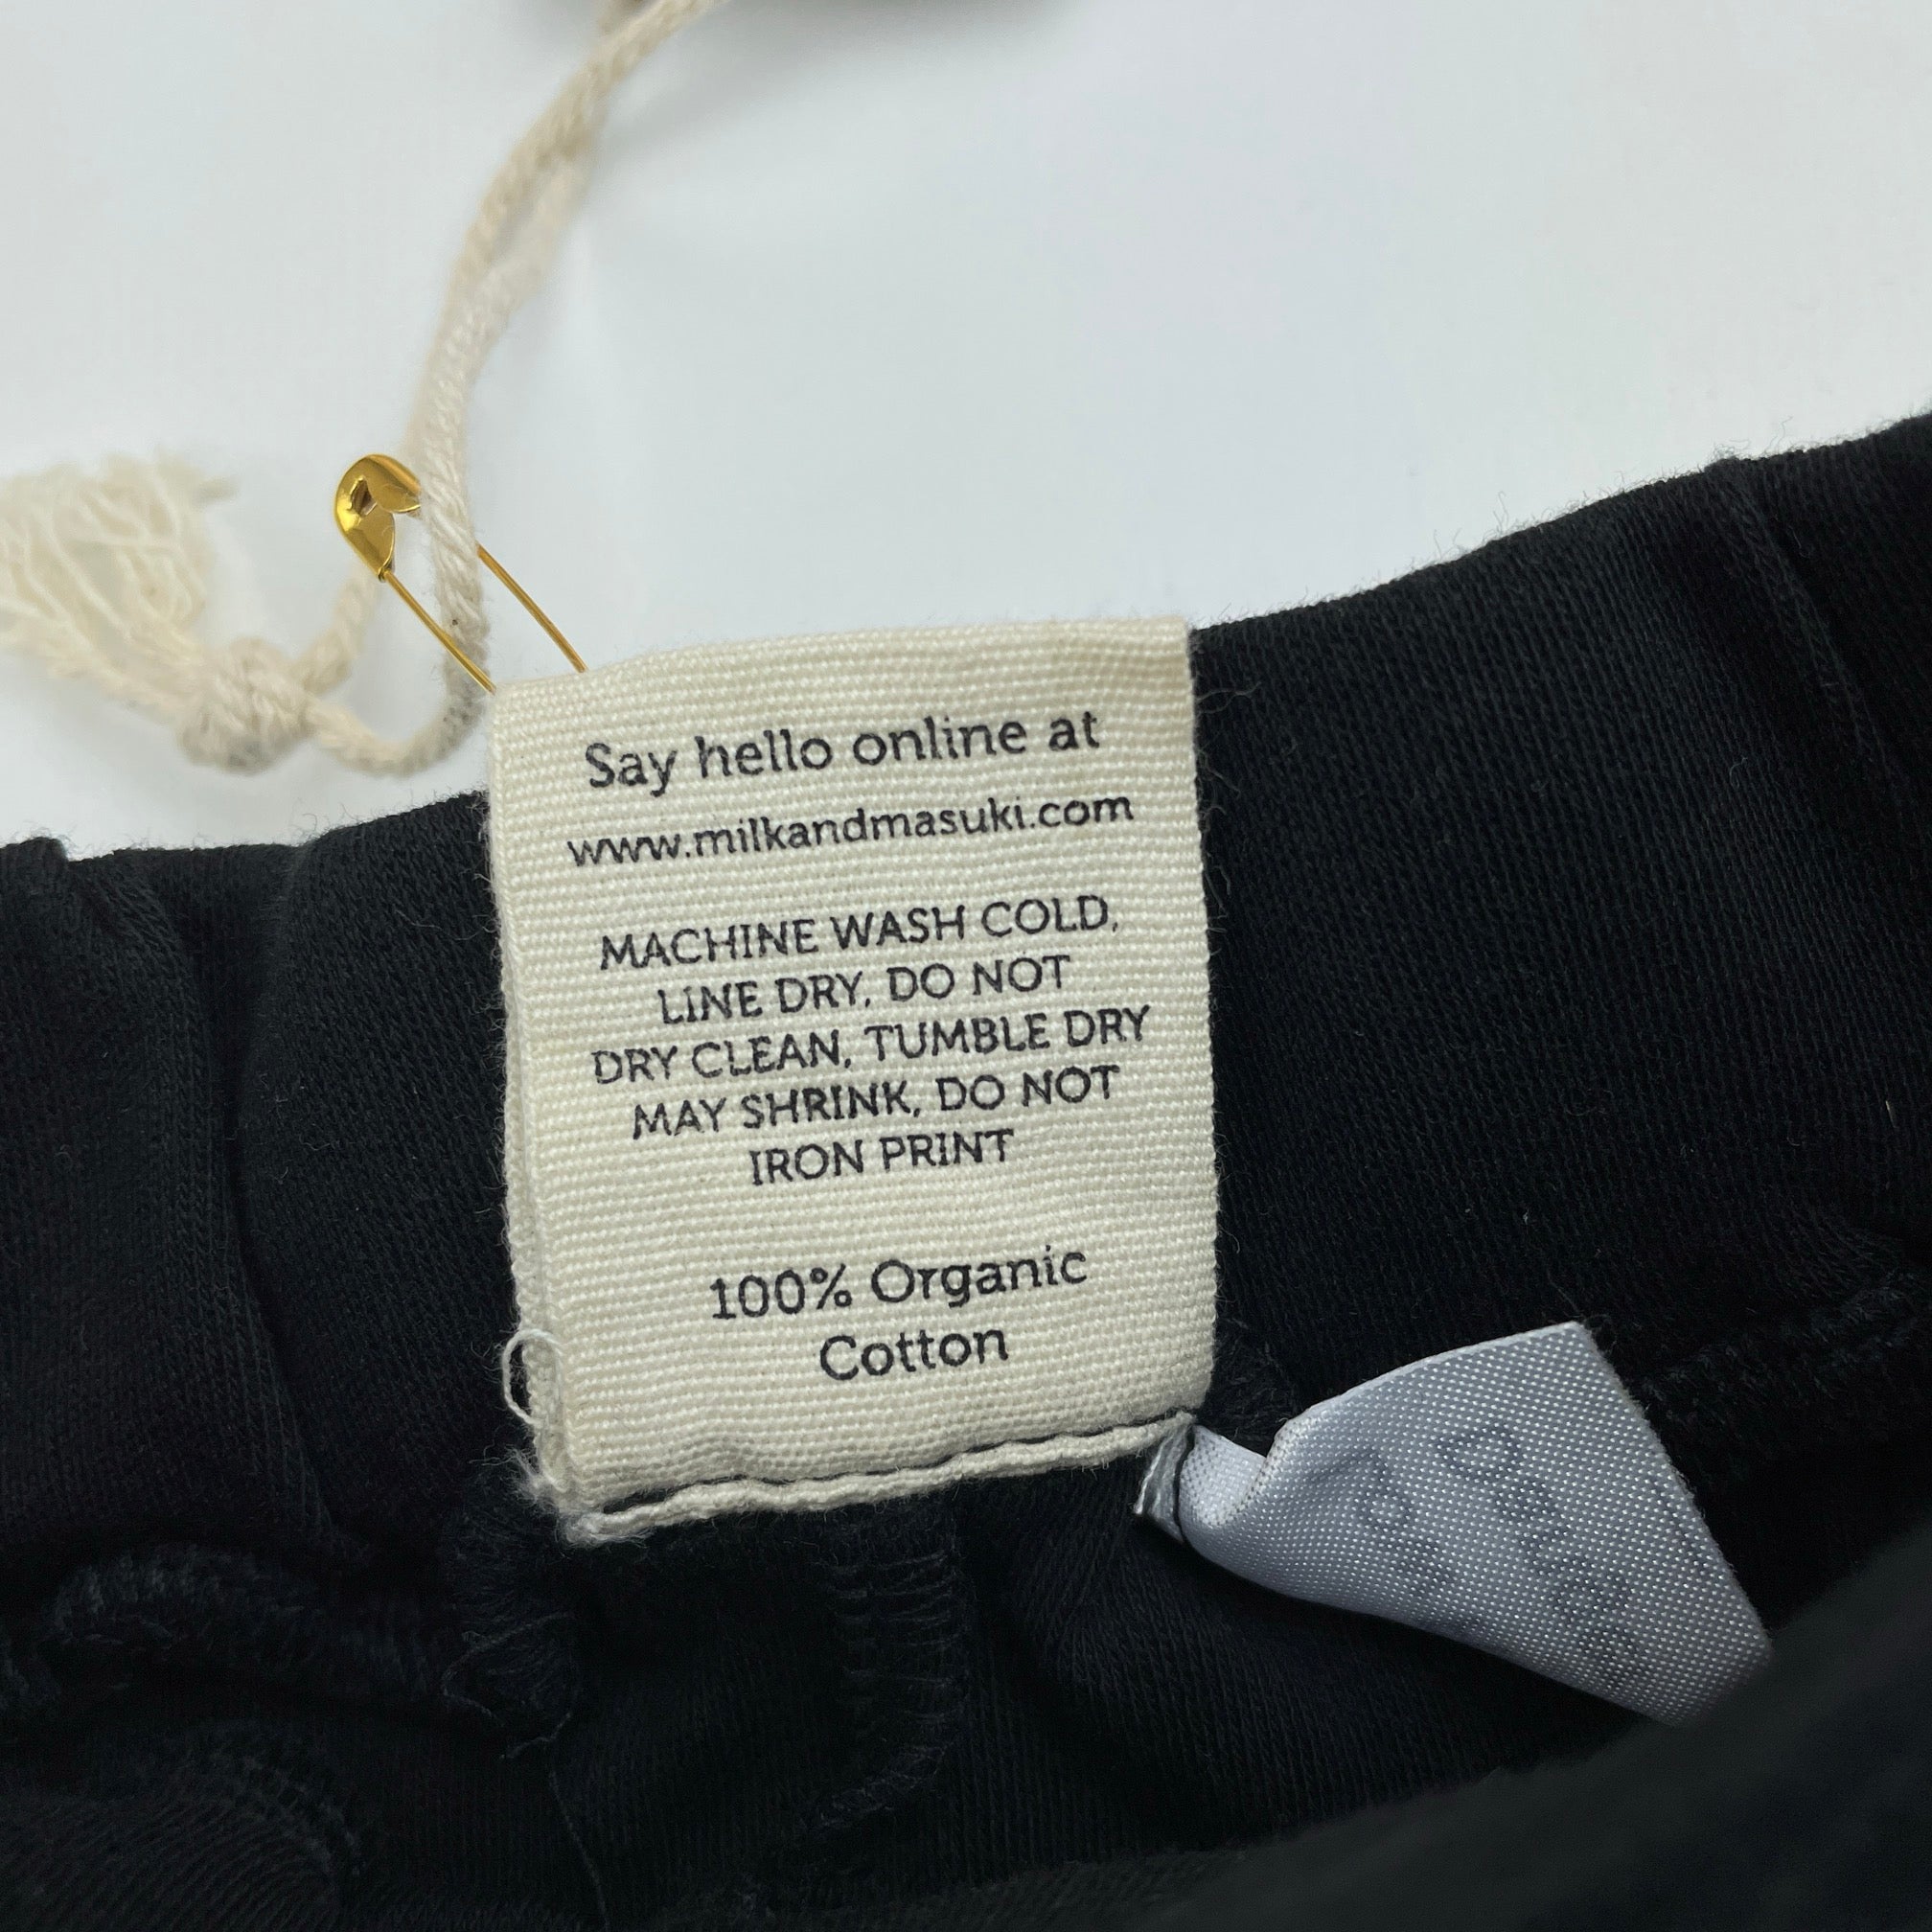 Say hello online at
www.milkandmasuki.com
MACHINE WASH COLD,
LINE DRY, DO NOT
DRY CLEAN, TUMBLE DRY
MAY SHRINK, DO NOT
IRON PRINT
100% Organic
Cotton